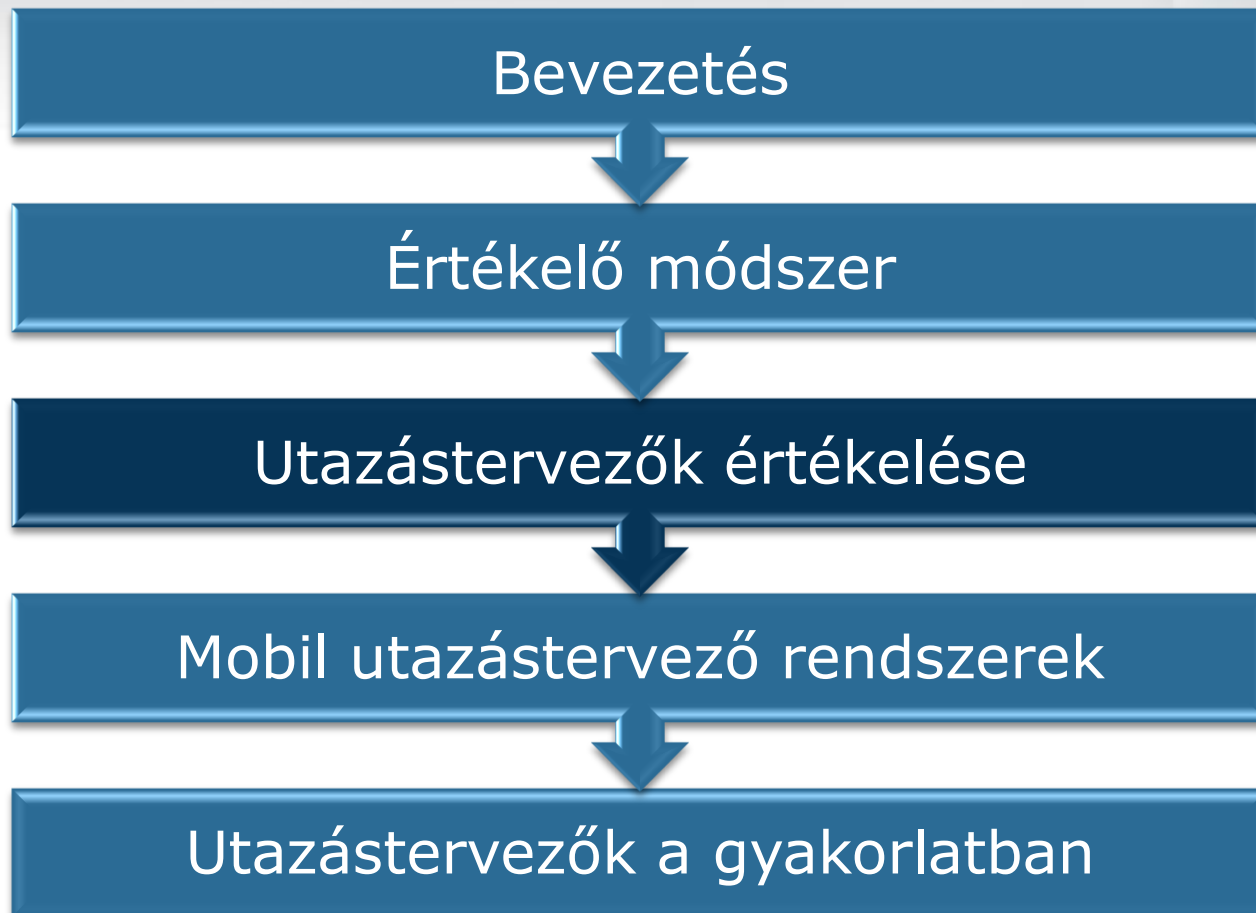 Bevezetés
Értékelő módszer
Utazástervezők értékelése
Mobil utazástervező rendszerek
Utazástervezők a gyakorlatban